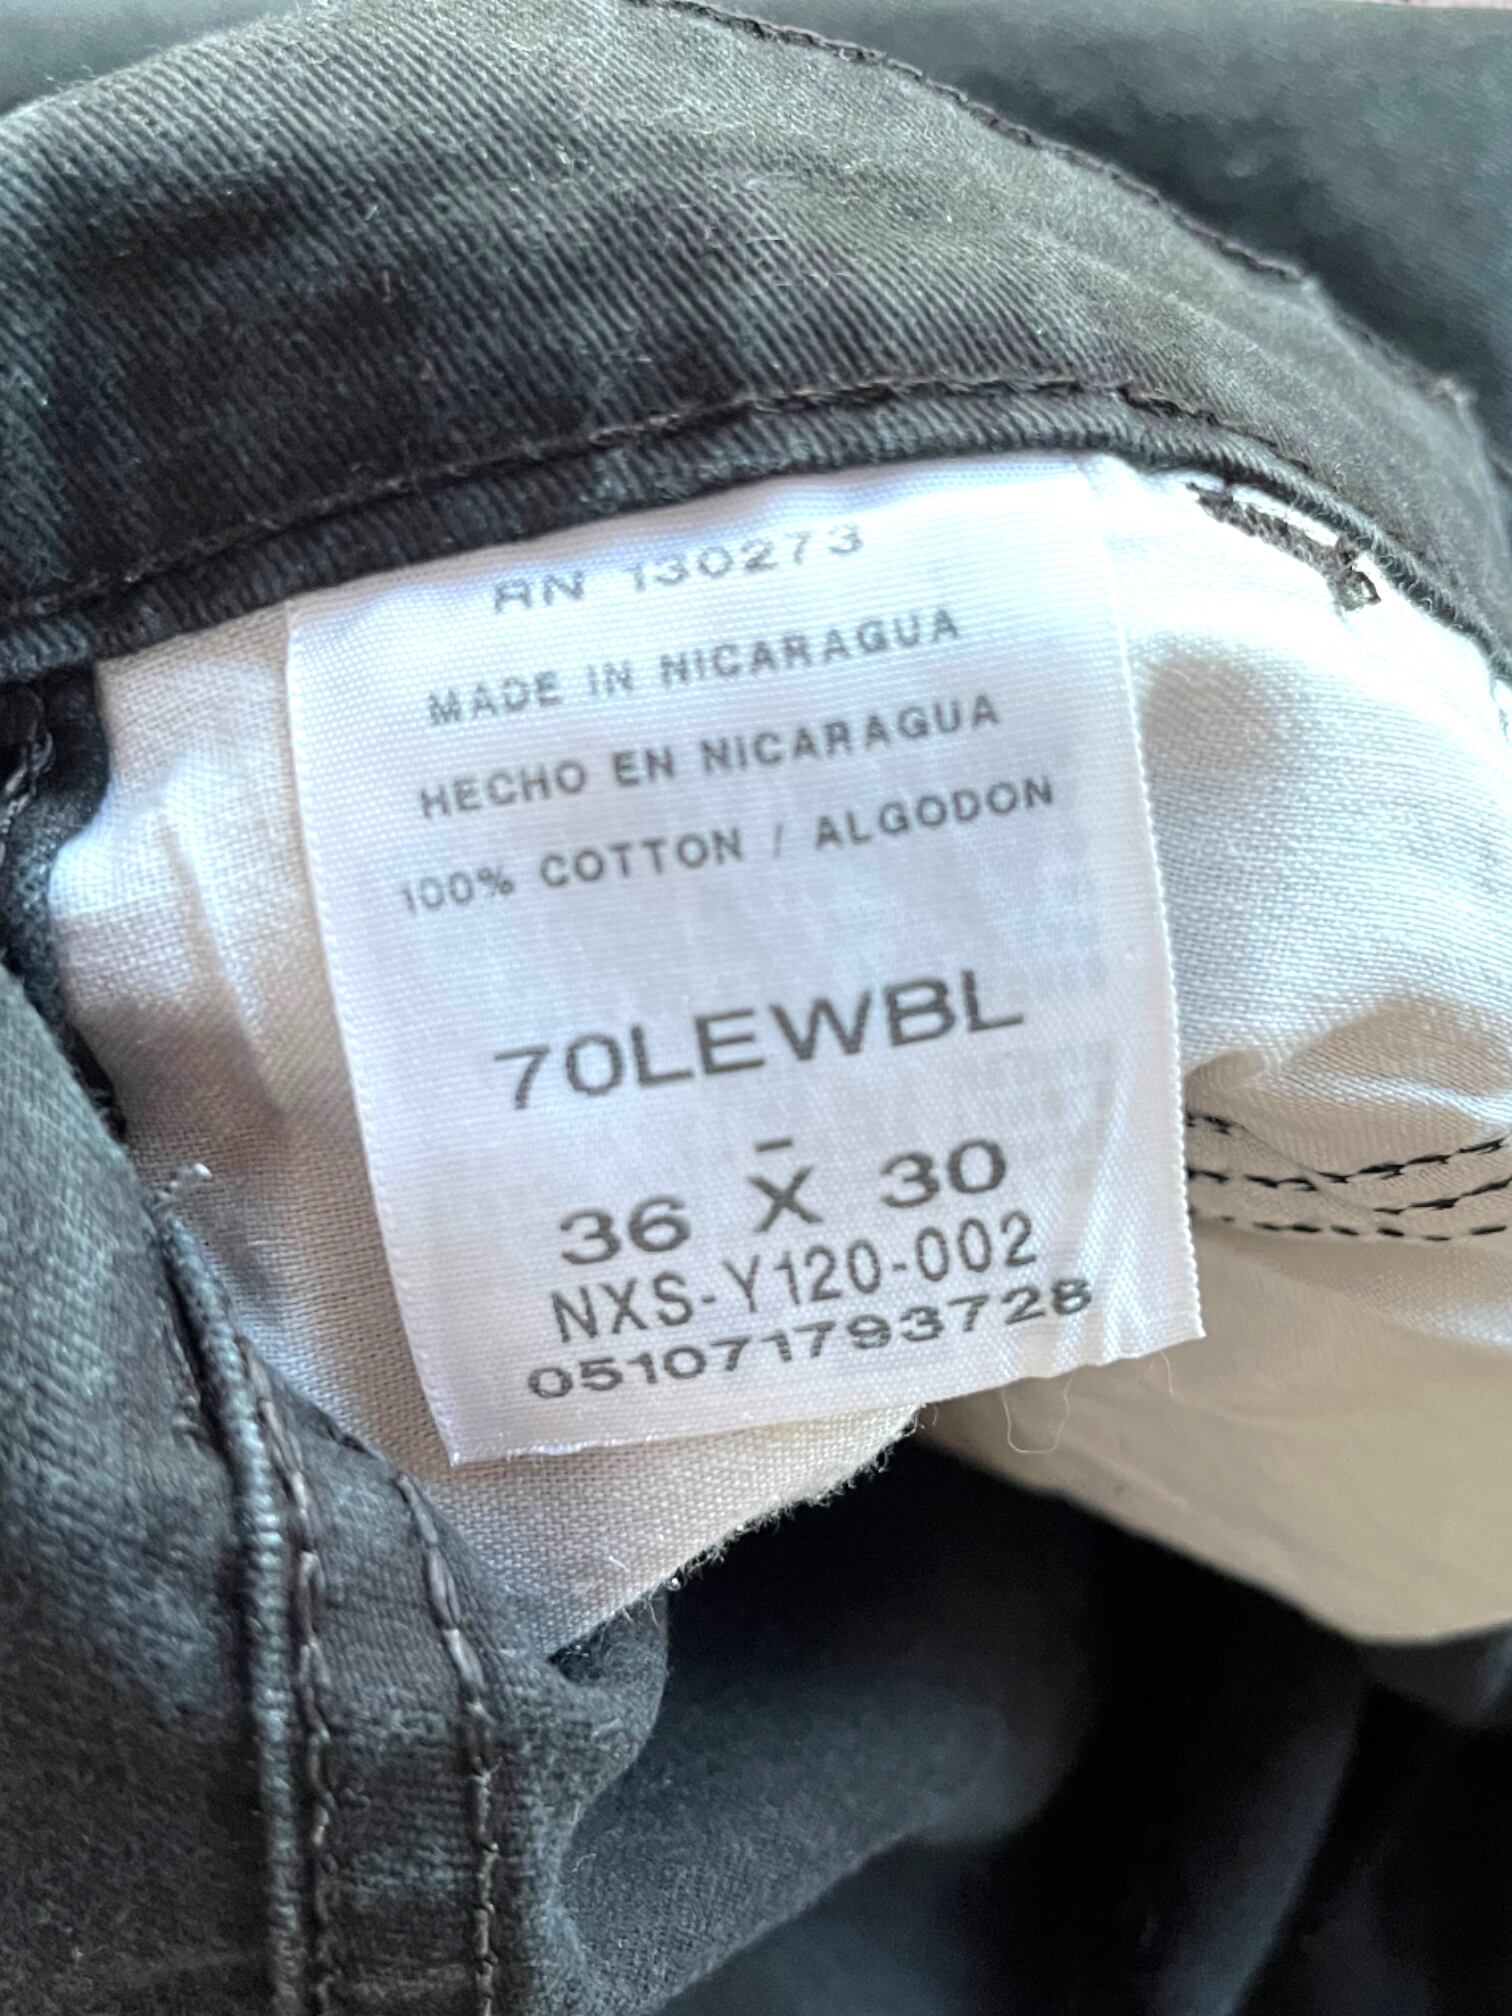 RN 130273
MADE IN NICARAGUA
HECHO EN NICARAGUA
100% COTTON / ALGODON
70LEWBL
-
36 X 30
NXS-Y120-002
051071793728